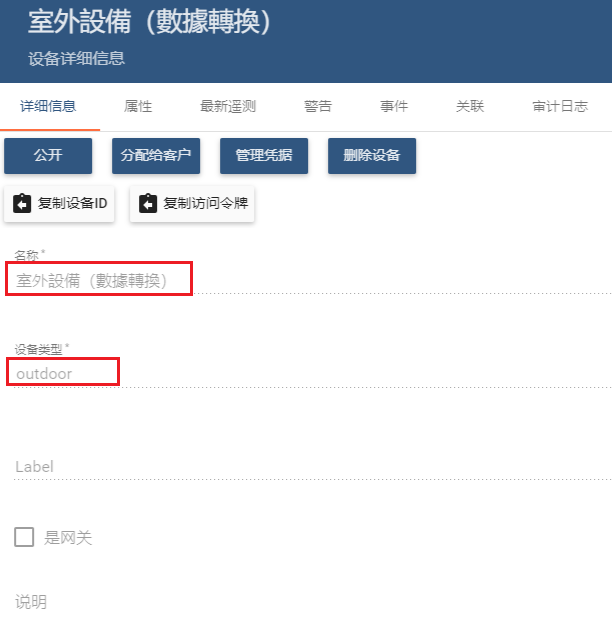 室外設備（數據轉換）
设备详细信息
详细信息 属性 最新遥测 警告 事件 关联 审计日志
公开 分配给客户 管理凭据 删除设备
复制设备ID 复制访问令牌
名称*
室外設備（數據轉換）
设备类型*
outdoor
Label
是网关
说明